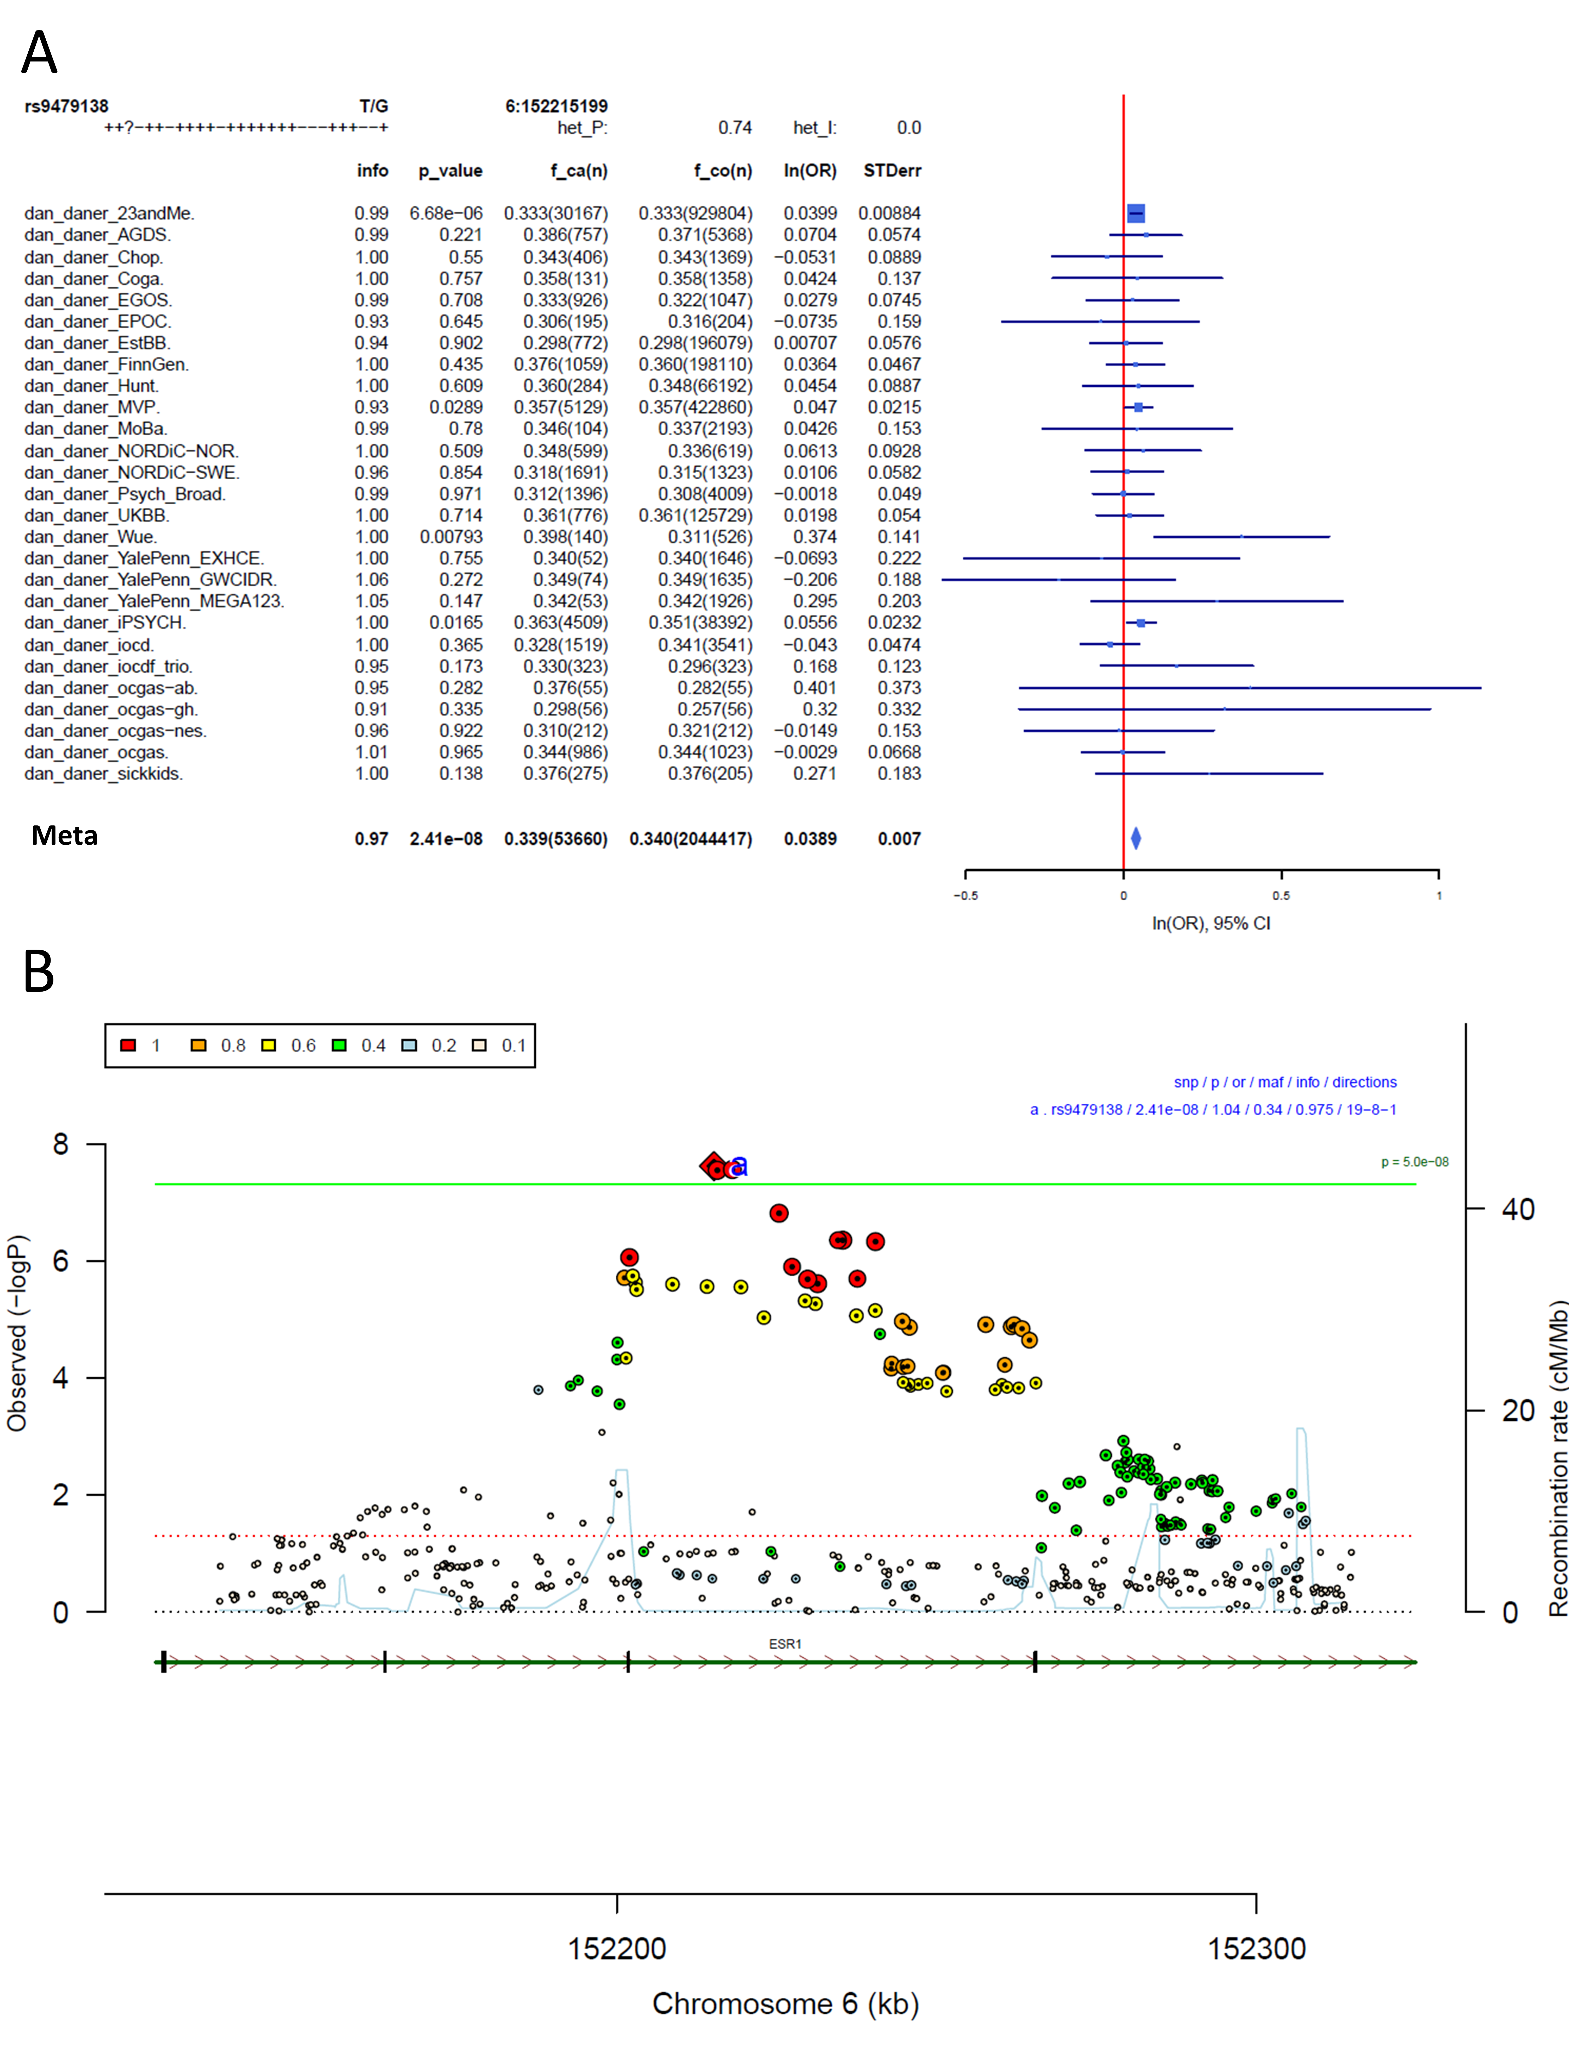 A
rs9479138 T/G 6:152215199
++?−++−++++−+++++++−−−+++−−+ het_P: 0.74 het_I: 0.0
info p_value f_ca(n) f_co(n) ln(OR) STDerr
dan_daner_23andMe. 0.99 6.68e−06 0.333(30167) 0.333(929804) 0.0399 0.00884
dan_daner_AGDS. 0.99 0.221 0.386(757) 0.371(5368) 0.0704 0.0574
dan_daner_Chop. 1.00 0.55 0.343(406) 0.343(1369) −0.0531 0.0889
dan_daner_Coga. 1.00 0.757 0.358(131) 0.358(1358) 0.0424 0.137
dan_daner_EGOS. 0.99 0.708 0.333(926) 0.322(1047) 0.0279 0.0745
dan_daner_EPOC. 0.93 0.645 0.306(195) 0.316(204) −0.0735 0.159
dan_daner_EstBB. 0.94 0.902 0.298(772) 0.298(196079) 0.00707 0.0576
dan_daner_FinnGen. 1.00 0.435 0.376(1059) 0.360(198110) 0.0364 0.0467
dan_daner_Hunt. 1.00 0.609 0.360(284) 0.348(66192) 0.0454 0.0887
dan_daner_MVP. 0.93 0.0289 0.357(5129) 0.357(422860) 0.047 0.0215
dan_daner_MoBa. 0.99 0.78 0.346(104) 0.337(2193) 0.0426 0.153
dan_daner_NORDiC−NOR. 1.00 0.509 0.348(599) 0.336(619) 0.0613 0.0928
dan_daner_NORDiC−SWE. 0.96 0.854 0.318(1691) 0.315(1323) 0.0106 0.0582
dan_daner_Psych_Broad. 0.99 0.971 0.312(1396) 0.308(4009) −0.0018 0.049
dan_daner_UKBB. 1.00 0.714 0.361(776) 0.361(125729) 0.0198 0.054
dan_daner_Wue. 1.00 0.00793 0.398(140) 0.311(526) 0.374 0.141
dan_daner_YalePenn_EXHCE. 1.00 0.755 0.340(52) 0.340(1646) −0.0693 0.222
dan_daner_YalePenn_GWCIDR. 1.06 0.272 0.349(74) 0.349(1635) −0.206 0.188
dan_daner_YalePenn_MEGA123. 1.05 0.147 0.342(53) 0.342(1926) 0.295 0.203
dan_daner_iPSYCH. 1.00 0.0165 0.363(4509) 0.351(38392) 0.0556 0.0232
dan_daner_iocd. 1.00 0.365 0.328(1519) 0.341(3541) −0.043 0.0474
dan_daner_iocdf_trio. 0.95 0.173 0.330(323) 0.296(323) 0.168 0.123
dan_daner_ocgas−ab. 0.95 0.282 0.376(55) 0.282(55) 0.401 0.373
dan_daner_ocgas−gh. 0.91 0.335 0.298(56) 0.257(56) 0.32 0.332
dan_daner_ocgas−nes. 0.96 0.922 0.310(212) 0.321(212) −0.0149 0.153
dan_daner_ocgas. 1.01 0.965 0.344(986) 0.344(1023) −0.0029 0.0668
dan_daner_sickkids. 1.00 0.138 0.376(275) 0.376(205) 0.271 0.183
Meta 0.97 2.41e−08 0.339(53660) 0.340(2044417) 0.0389 0.007
−0.5 0 0.5 1
ln(OR), 95% CI
B
1 0.8 0.6 0.4 0.2 0.1
snp / p / or / maf / info / directions
a . rs9479138 / 2.41e−08 / 1.04 / 0.34 / 0.975 / 19−8−1
a
p = 5.0e−08
8
6
4
2
0
Observed (−logP)
40
20
0
Recombination rate (cM/Mb)
ESR1
152200 152300
Chromosome 6 (kb)